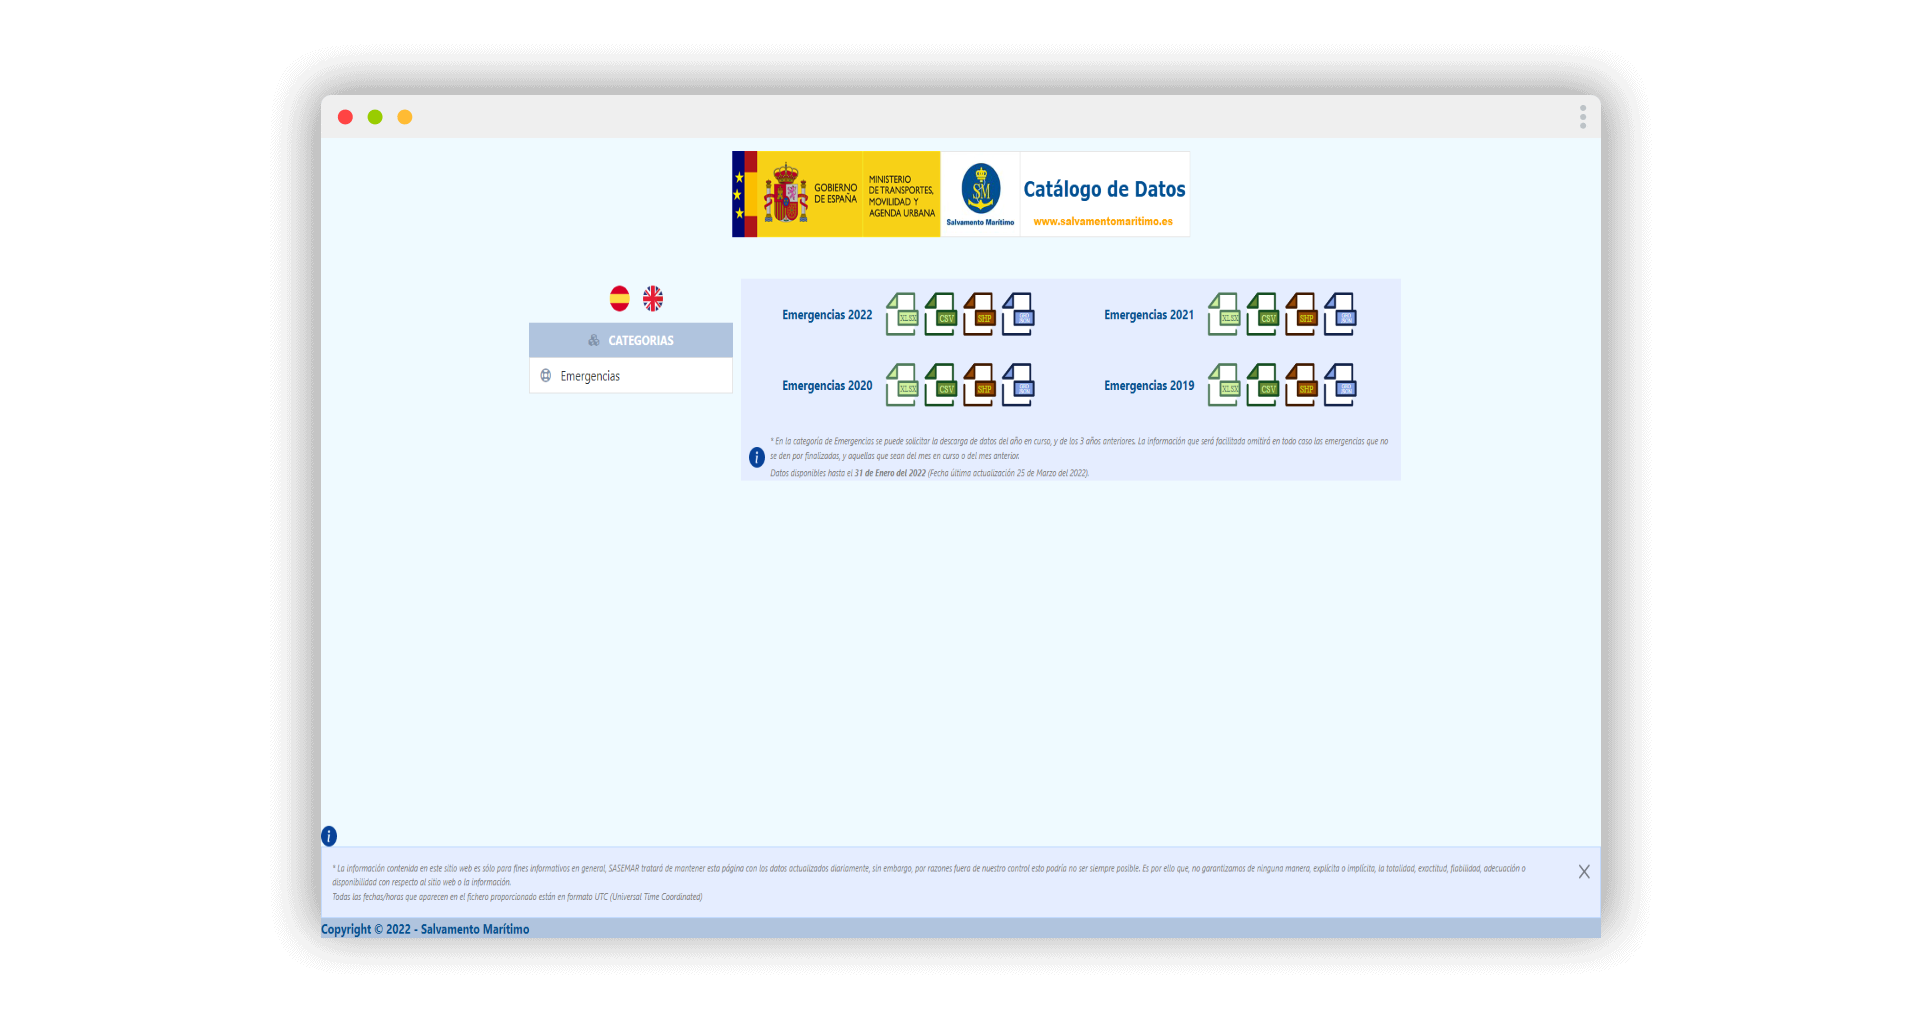 GOBIERNO
DE ESPAÑA
MINISTERIO
DE TRANSPORTES,
MOVILIDAD Y
AGENDA URBANA
SM
Salvamento Marítimo
Catálogo de Datos
www.salvamentomaritimo.es
CATEGORIAS
Emergencias
Emergencias 2022 XLSX CSV SHP GEO JSON
Emergencias 2021 XLSX CSV SHP GEO JSON
Emergencias 2020 XLSX CSV SHP GEO JSON
Emergencias 2019 XLSX CSV SHP GEO JSON
* En la categoría de Emergencias se puede solicitar la descarga de datos del año en curso, y de los 3 años anteriores. La información que será facilitada omitirá en todo caso las emergencias que no
se den por finalizadas, y aquellas que sean del mes en curso o del mes anterior.
Datos disponibles hasta el 31 de Enero del 2022 (Fecha última actualización 25 de Marzo del 2022).
* La información contenida en este sitio web es sólo para fines informativos en general, SASEMAR tratará de mantener esta página con los datos actualizados diariamente, sin embargo, por razones fuera de nuestro control esto podría no ser siempre posible. Es por ello que, no garantizamos de ninguna manera, explícita o implícita, la totalidad, exactitud, fiabilidad, adecuación o
disponibilidad con respecto al sitio web o la información.
Todas las fechas/horas que aparecen en el fichero proporcionado están en formato UTC (Universal Time Coordinated)
Copyright © 2022 - Salvamento Marítimo